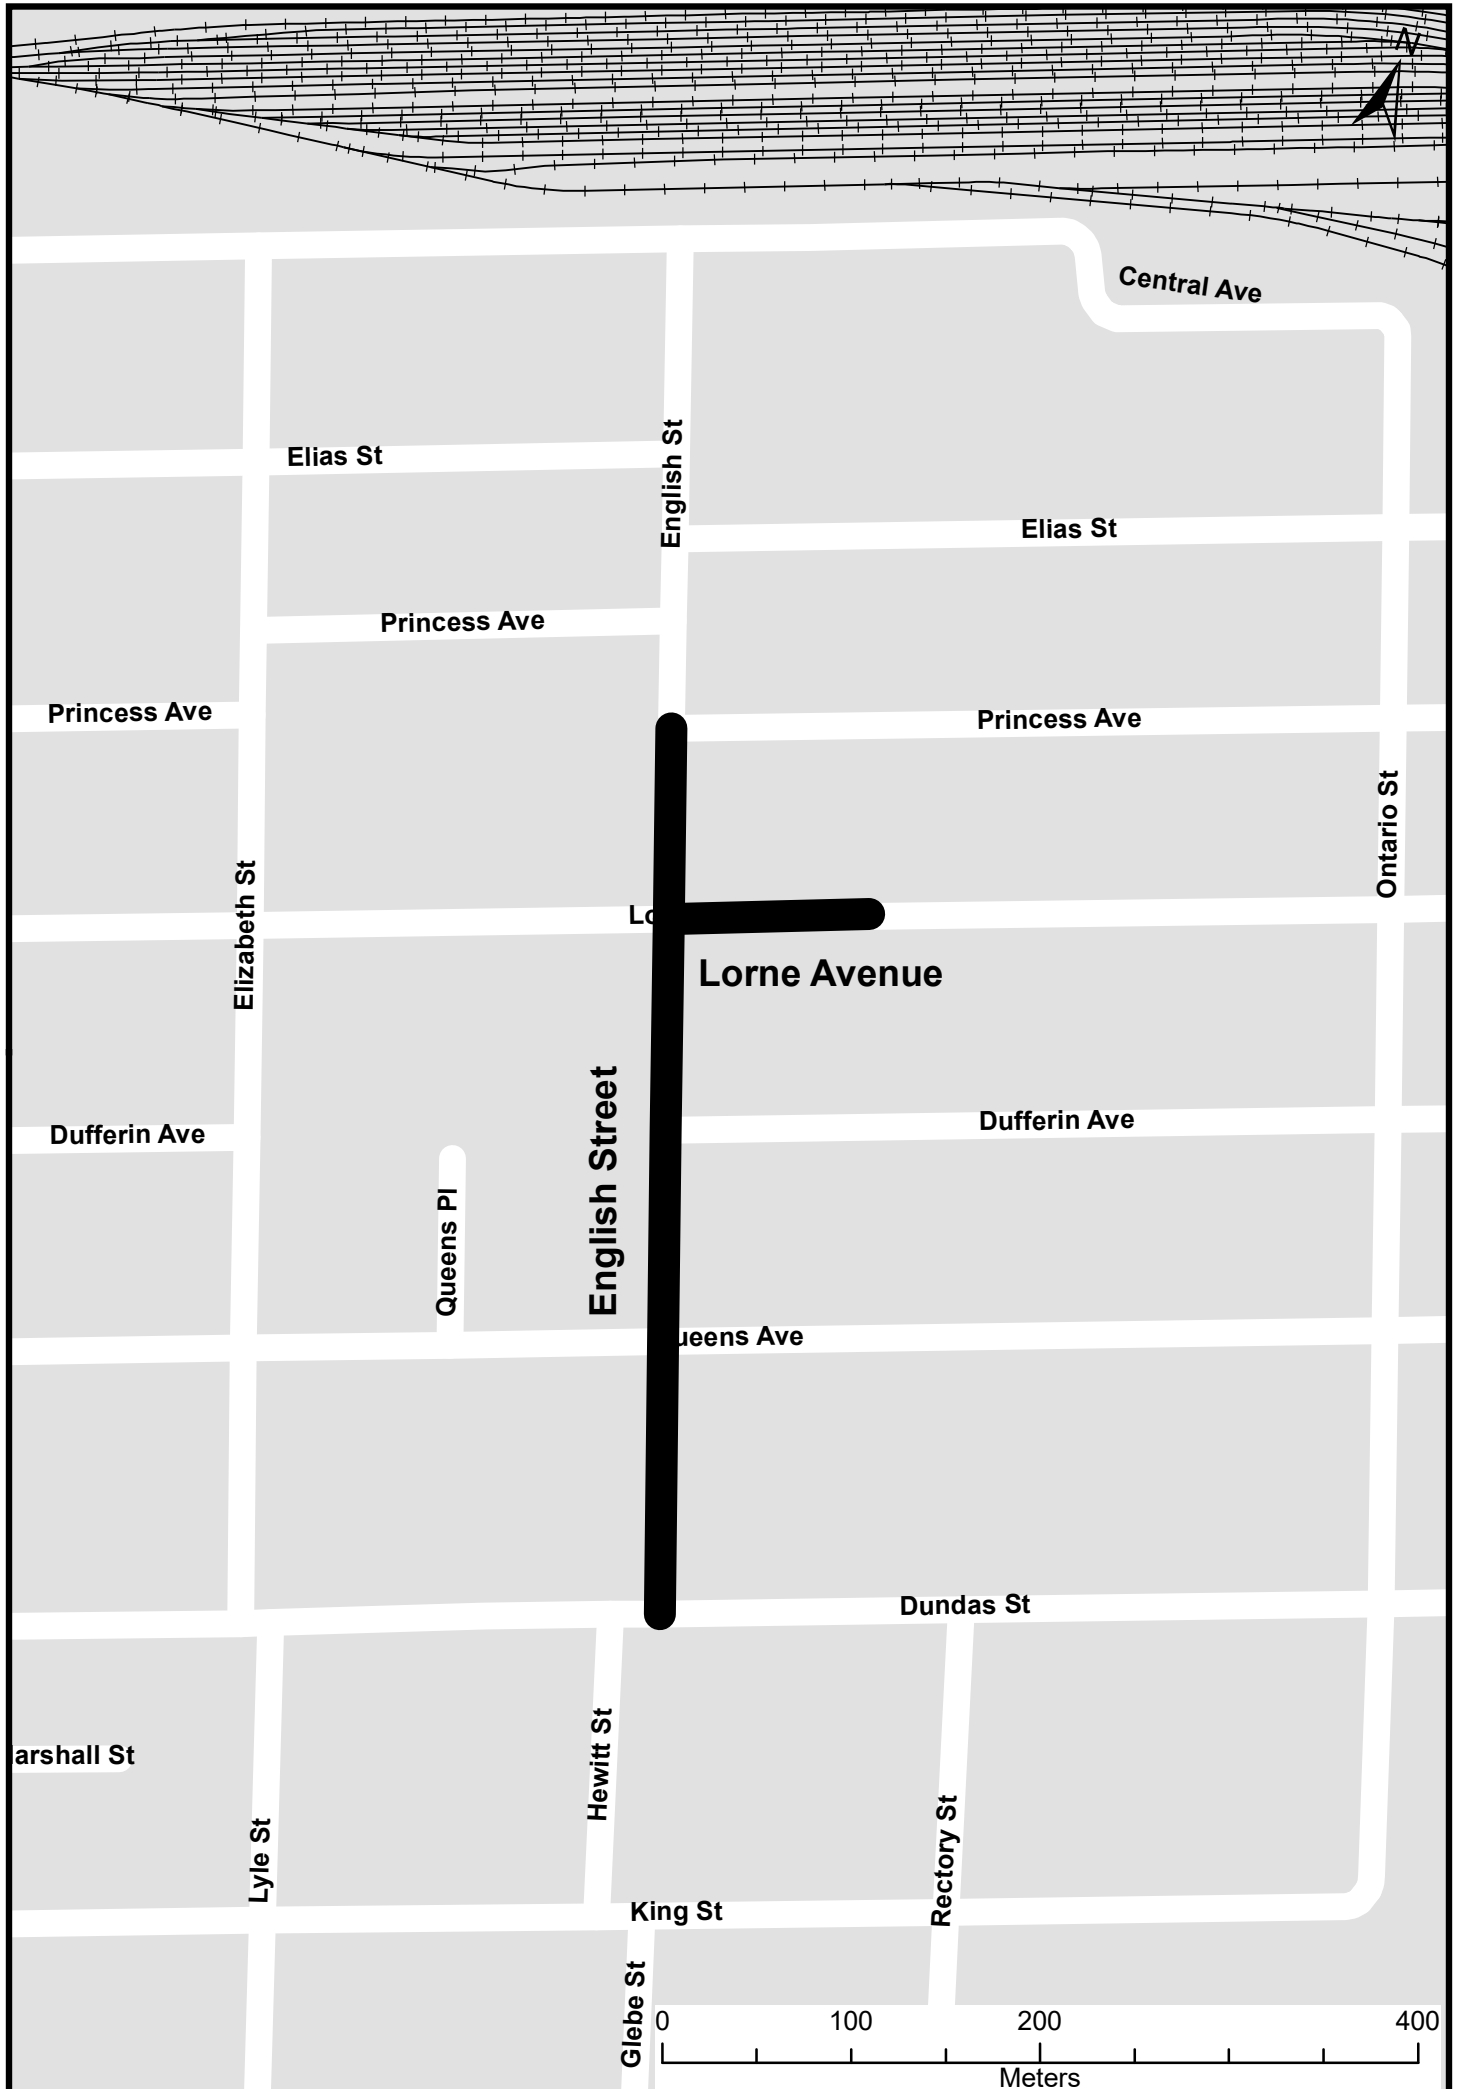 N
Central Ave
Elias St
English St
Elias St
Princess Ave
Princess Ave
Princess Ave
Ontario St
Elizabeth St
Lo
Lorne Avenue
English Street
Dufferin Ave
Dufferin Ave
Queens Pl
ueens Ave
Dundas St
Hewitt St
arshall St
Rectory St
Lyle St
King St
Glebe St
0 100 200 400
Meters